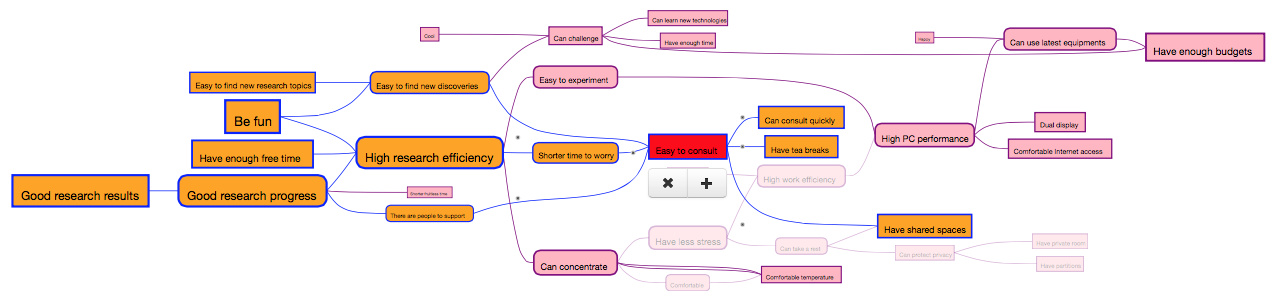 Cool
Can challenge
Can learn new technologies
Have enough time
Happy
Can use latest equipments
Have enough budgets
Easy to find new research topics
Easy to find new discoveries
Easy to experiment
Be fun
Can consult quickly
Dual display
High PC performance
Have enough free time
High research efficiency
Shorter time to worry
Easy to consult
Have tea breaks
Comfortable Internet access
High work efficiency
Good research results
Good research progress
Shorter fruitless time
There are people to support
Have shared spaces
Have less stress
Can take a rest
Can protect privacy
Have private room
Have partitions
Can concentrate
Comfortable
Comfortable temperature